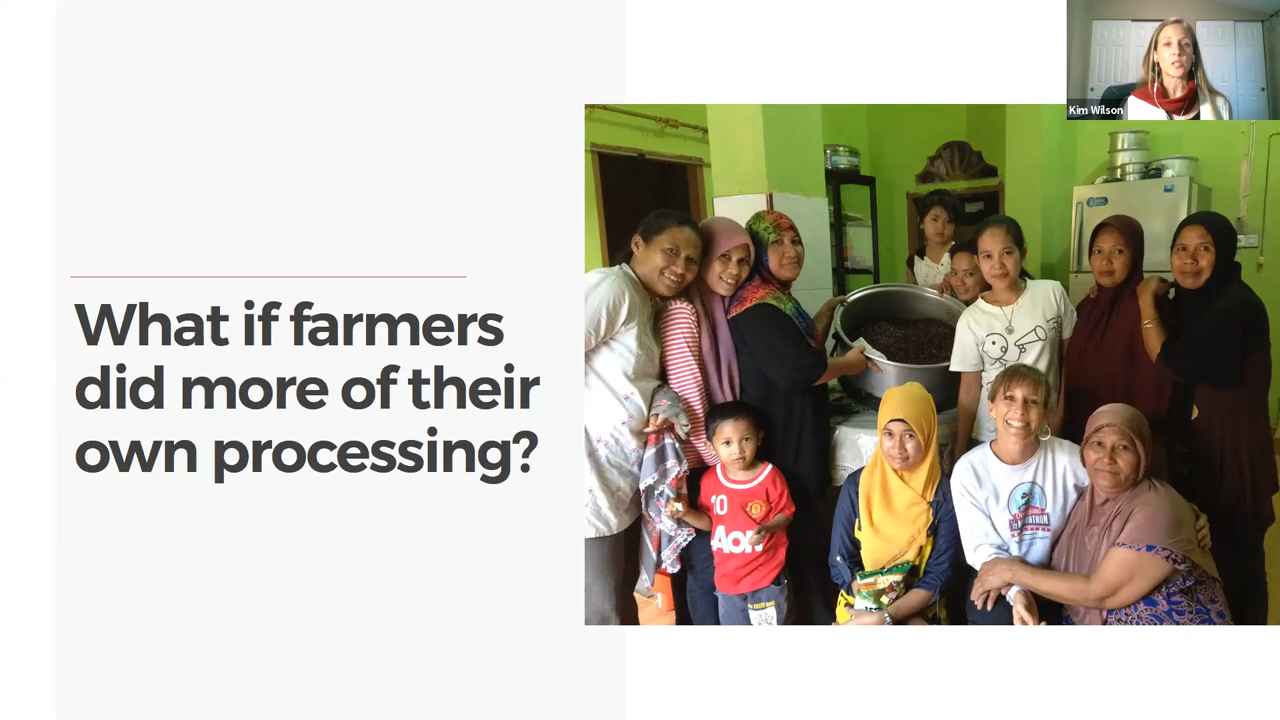 Kim Wilson
What if farmers
did more of their
own processing?
10
AON